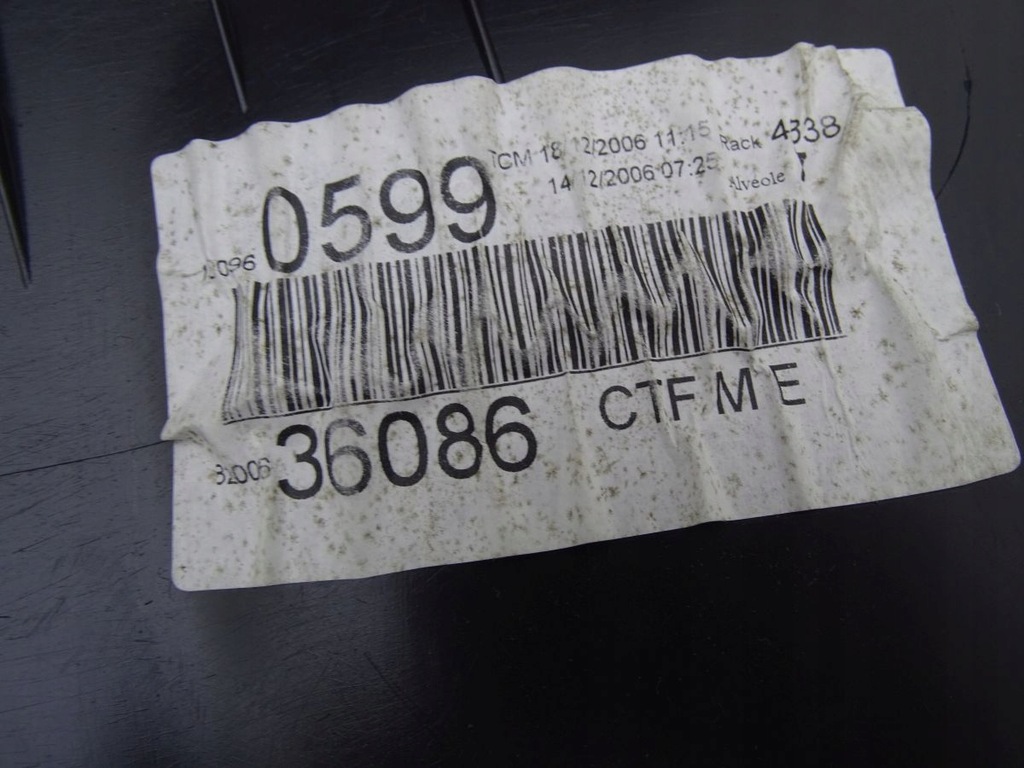 TCM 18 12/2006 11:15 Rack 4338
14 12/2006 07:25 Alvéole
0599
36086
CTF M E